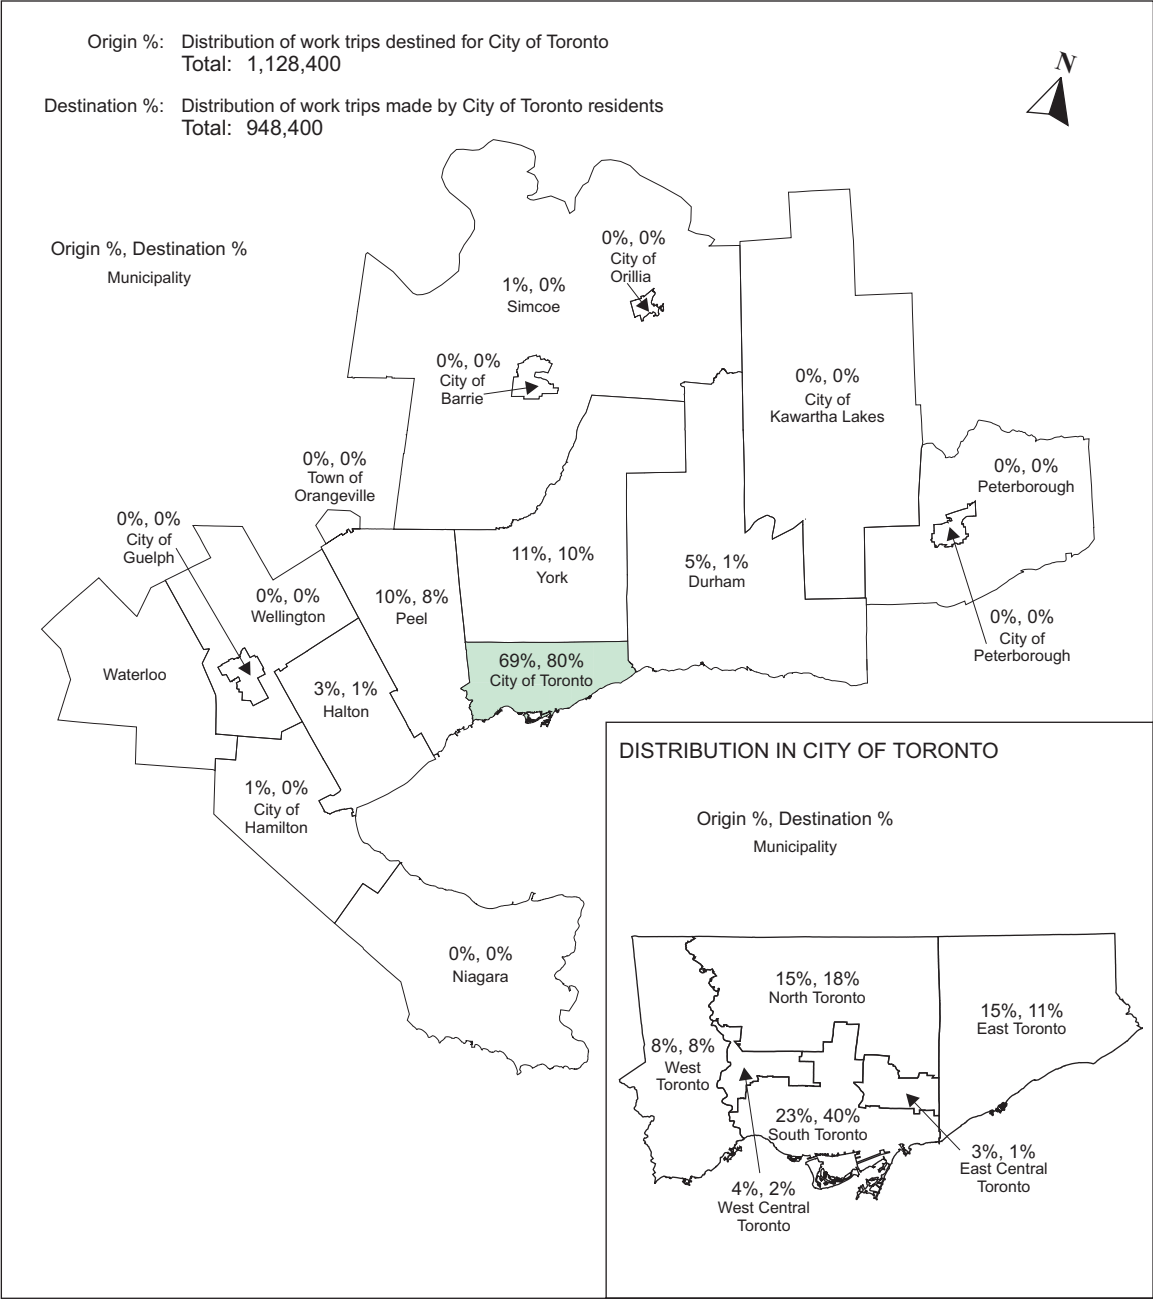 Origin %: Distribution of work trips destined for City of Toronto
Total: 1,128,400
N
Destination %: Distribution of work trips made by City of Toronto residents
Total: 948,400
Origin %, Destination %
Municipality
0%, 0%
City of
Orillia
1%, 0%
Simcoe
0%, 0%
City of
Barrie
0%, 0%
City of
Kawartha Lakes
0%, 0%
Town of
Orangeville
0%, 0%
Peterborough
0%, 0%
City of
Guelph
11%, 10%
York
5%, 1%
Durham
0%, 0%
Wellington
10%, 8%
Peel
0%, 0%
City of
Peterborough
Waterloo
69%, 80%
City of Toronto
3%, 1%
Halton
1%, 0%
City of
Hamilton
0%, 0%
Niagara
DISTRIBUTION IN CITY OF TORONTO
Origin %, Destination %
Municipality
15%, 18%
North Toronto
15%, 11%
East Toronto
8%, 8%
West
Toronto
23%, 40%
South Toronto
3%, 1%
East Central
Toronto
4%, 2%
West Central
Toronto